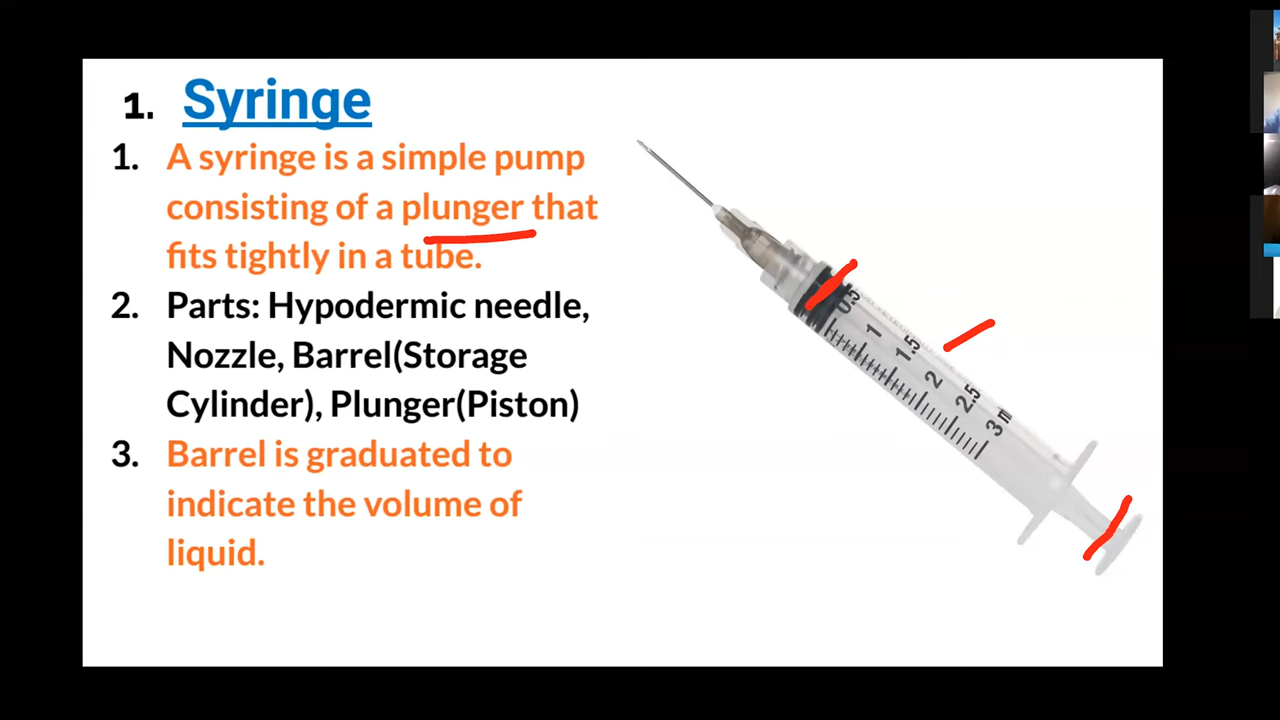 1. Syringe
1. A syringe is a simple pump
consisting of a plunger that
fits tightly in a tube.
2. Parts: Hypodermic needle,
Nozzle, Barrel(Storage
Cylinder), Plunger(Piston)
3. Barrel is graduated to
indicate the volume of
liquid.
0.5 1 1.5 2 2.5 3 ml